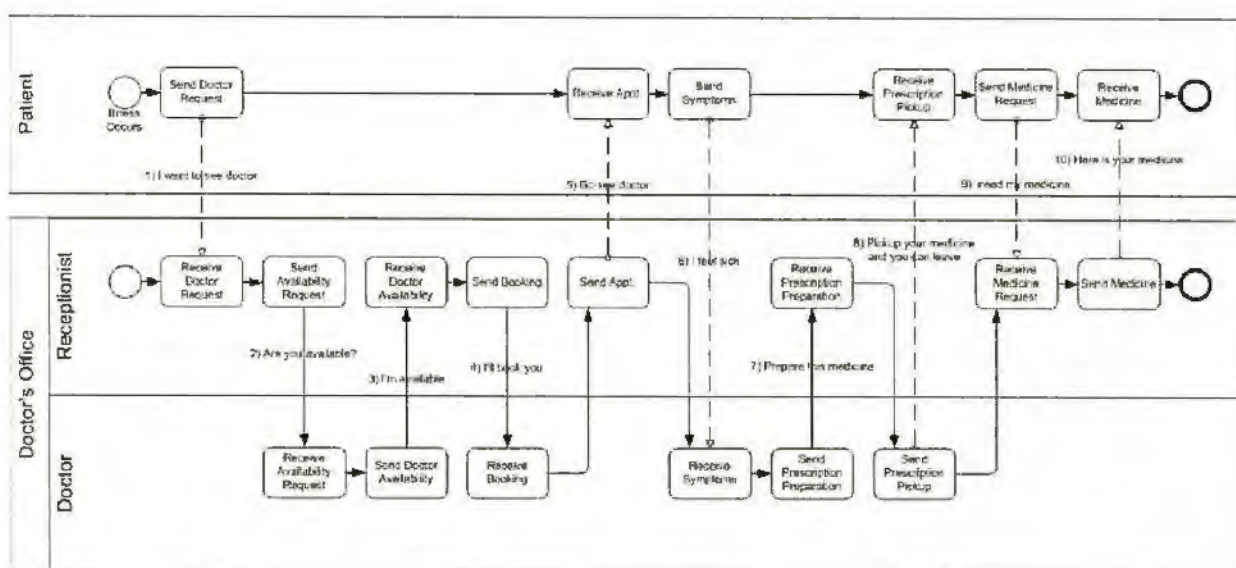 Patient
Illness
Occurs
Send Doctor
Request
Receive Appt.
Send
Symptoms
Receive
Prescription
Pickup
Send Medicine
Request
Receive
Medicine
1) I want to see doctor
5) Go see doctor
9) need my medicine
10) Here is your medicine
Doctor's Office
Receptionist
Receive
Doctor
Request
Send
Availability
Request
Receive
Doctor
Availability
Send Booking
Send Appt.
6) I feel sick
Receive
Prescription
Preparation
8) Pickup your medicine
and you can leave
Receive
Medicine
Request
Send Medicine
2) Are you available?
3) I'm available
4) I'll book you
7) Prepare this medicine
Doctor
Receive
Availability
Request
Send Doctor
Availability
Receive
Booking
Receive
Symptoms
Send
Prescription
Preparation
Send
Prescription
Pickup